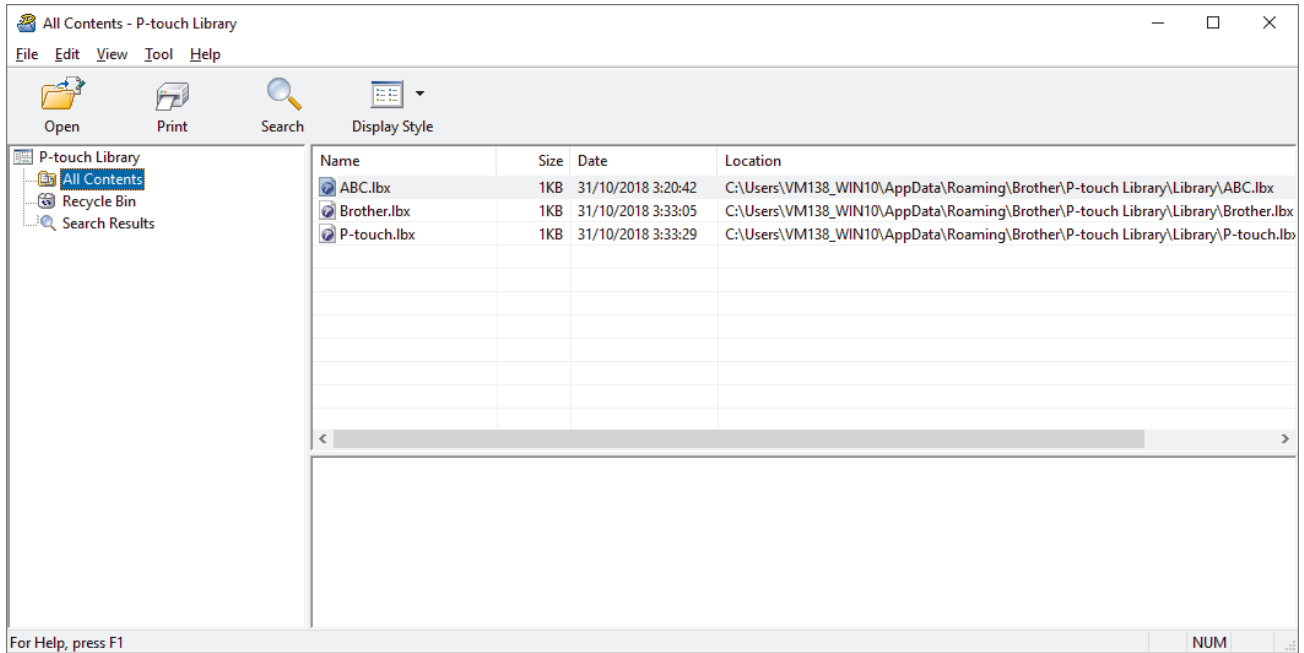 All Contents - P-touch Library
File Edit View Tool Help
Open Print Search Display Style
P-touch Library
All Contents
Recycle Bin
Search Results
Name Size Date Location
ABC.lbx 1KB 31/10/2018 3:20:42 C:\Users\VM138_WIN10\AppData\Roaming\Brother\P-touch Library\Library\ABC.lbx
Brother.lbx 1KB 31/10/2018 3:33:05 C:\Users\VM138_WIN10\AppData\Roaming\Brother\P-touch Library\Library\Brother.lbx
P-touch.lbx 1KB 31/10/2018 3:33:29 C:\Users\VM138_WIN10\AppData\Roaming\Brother\P-touch Library\Library\P-touch.lbx
For Help, press F1 NUM